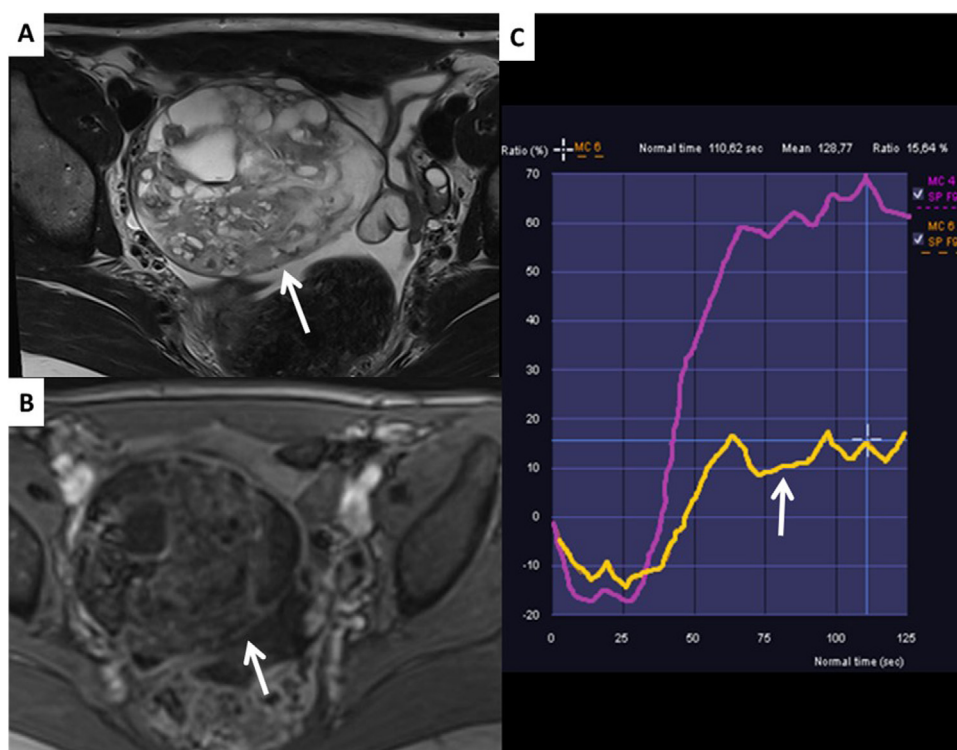 A
B
C
Ratio (%) MC 6 Normal time 110,62 sec Mean 128,77 Ratio 15,64 %
70
60
50
40
30
20
10
0
-10
-20
0 25 50 75 100 125
Normal time (sec)
MC 4
SP F9
MC 6
SP F9